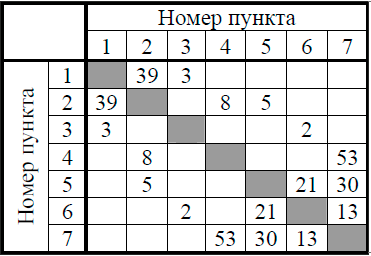 Номер пункта
1 2 3 4 5 6 7
Номер пункта
1 39 3
2 39 8 5
3 3 2
4 8 53
5 5 21 30
6 2 21 13
7 53 30 13